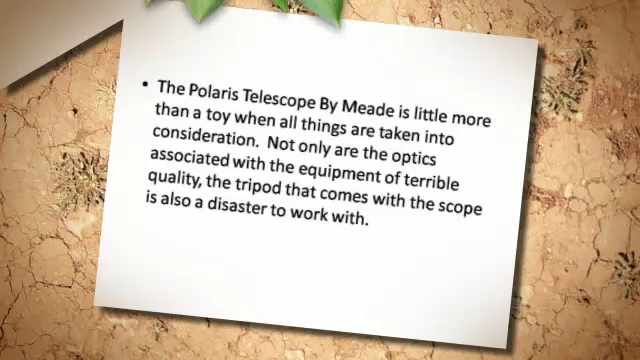 • The Polaris Telescope By Meade is little more
than a toy when all things are taken into
consideration.  Not only are the optics
associated with the equipment of terrible
quality, the tripod that comes with the scope
is also a disaster to work with.